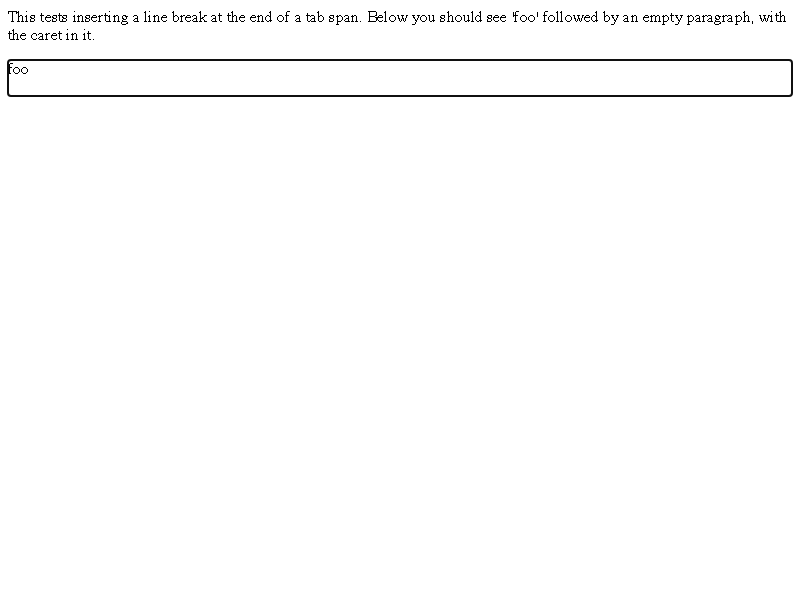 This tests inserting a line break at the end of a tab span. Below you should see 'foo' followed by an empty paragraph, with
the caret in it.
foo